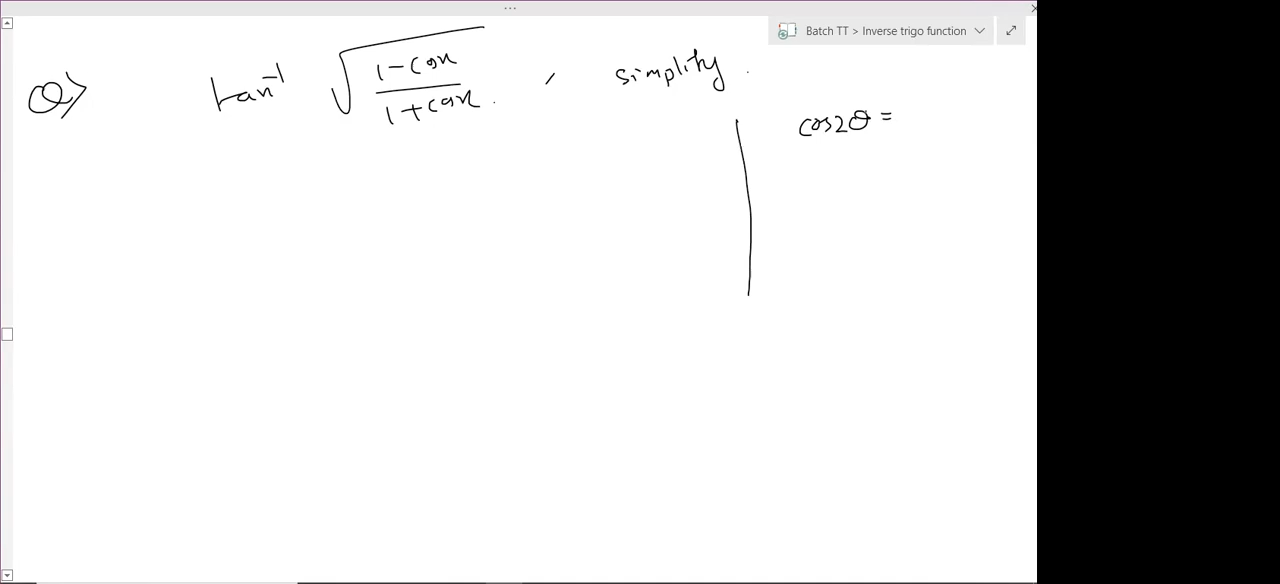 Batch TT > Inverse trigo function
Q> tan⁻¹ √((1-cosx)/(1+cosx)) , simplify.
cos2θ =